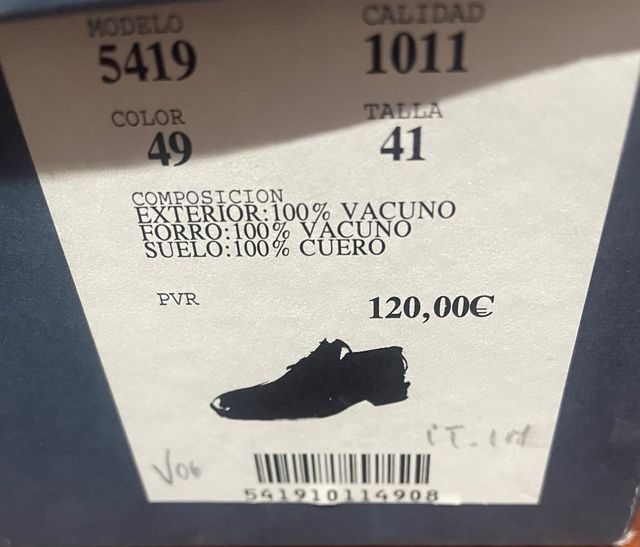 MODELO CALIDAD
5419 1011
COLOR TALLA
49 41
COMPOSICION
EXTERIOR:100% VACUNO
FORRO:100% VACUNO
SUELO:100% CUERO
PVR 120,00€
V06
541910114908